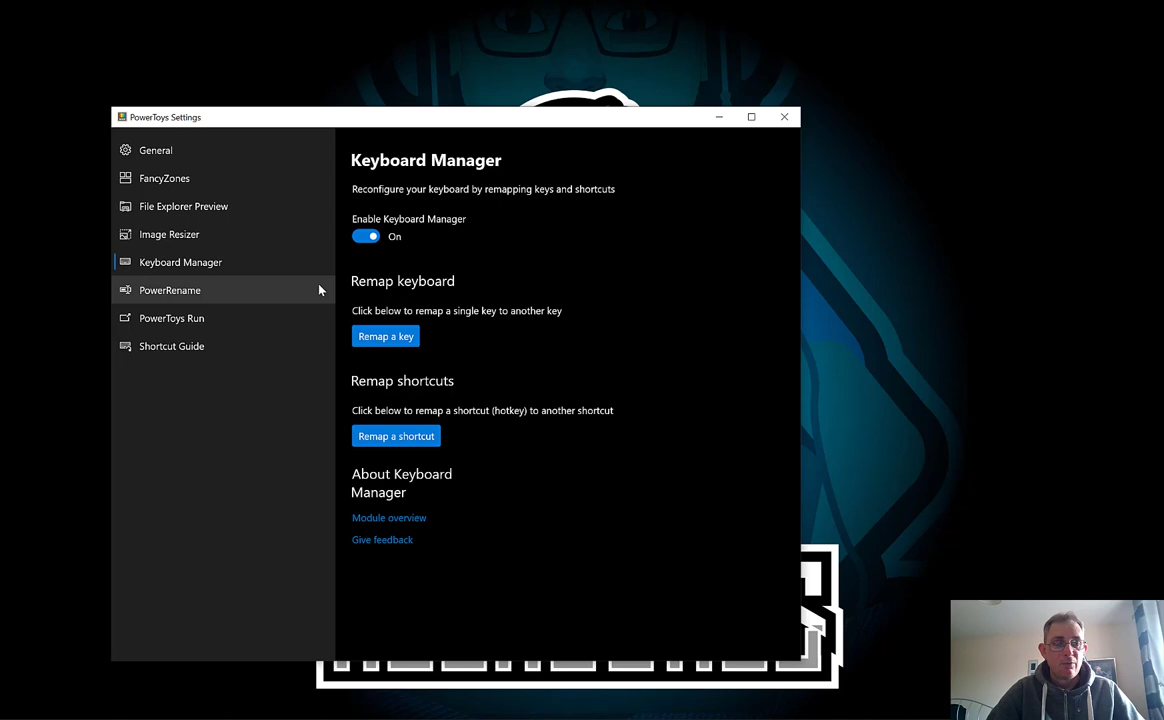 PowerToys Settings
General
FancyZones
File Explorer Preview
Image Resizer
Keyboard Manager
PowerRename
PowerToys Run
Shortcut Guide
Keyboard Manager
Reconfigure your keyboard by remapping keys and shortcuts
Enable Keyboard Manager
On
Remap keyboard
Click below to remap a single key to another key
Remap a key
Remap shortcuts
Click below to remap a shortcut (hotkey) to another shortcut
Remap a shortcut
About Keyboard
Manager
Module overview
Give feedback